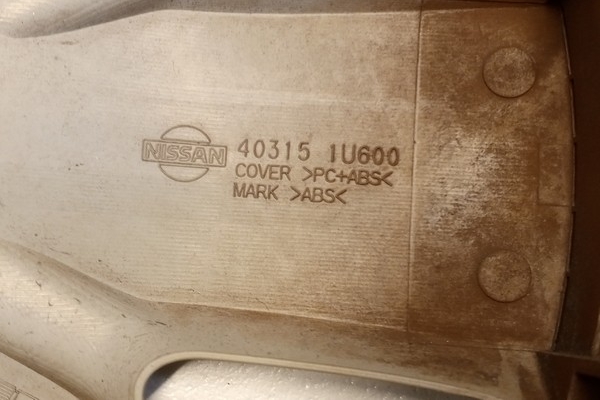 NISSAN
40315 1U600
COVER >PC+ABS<
MARK >ABS<